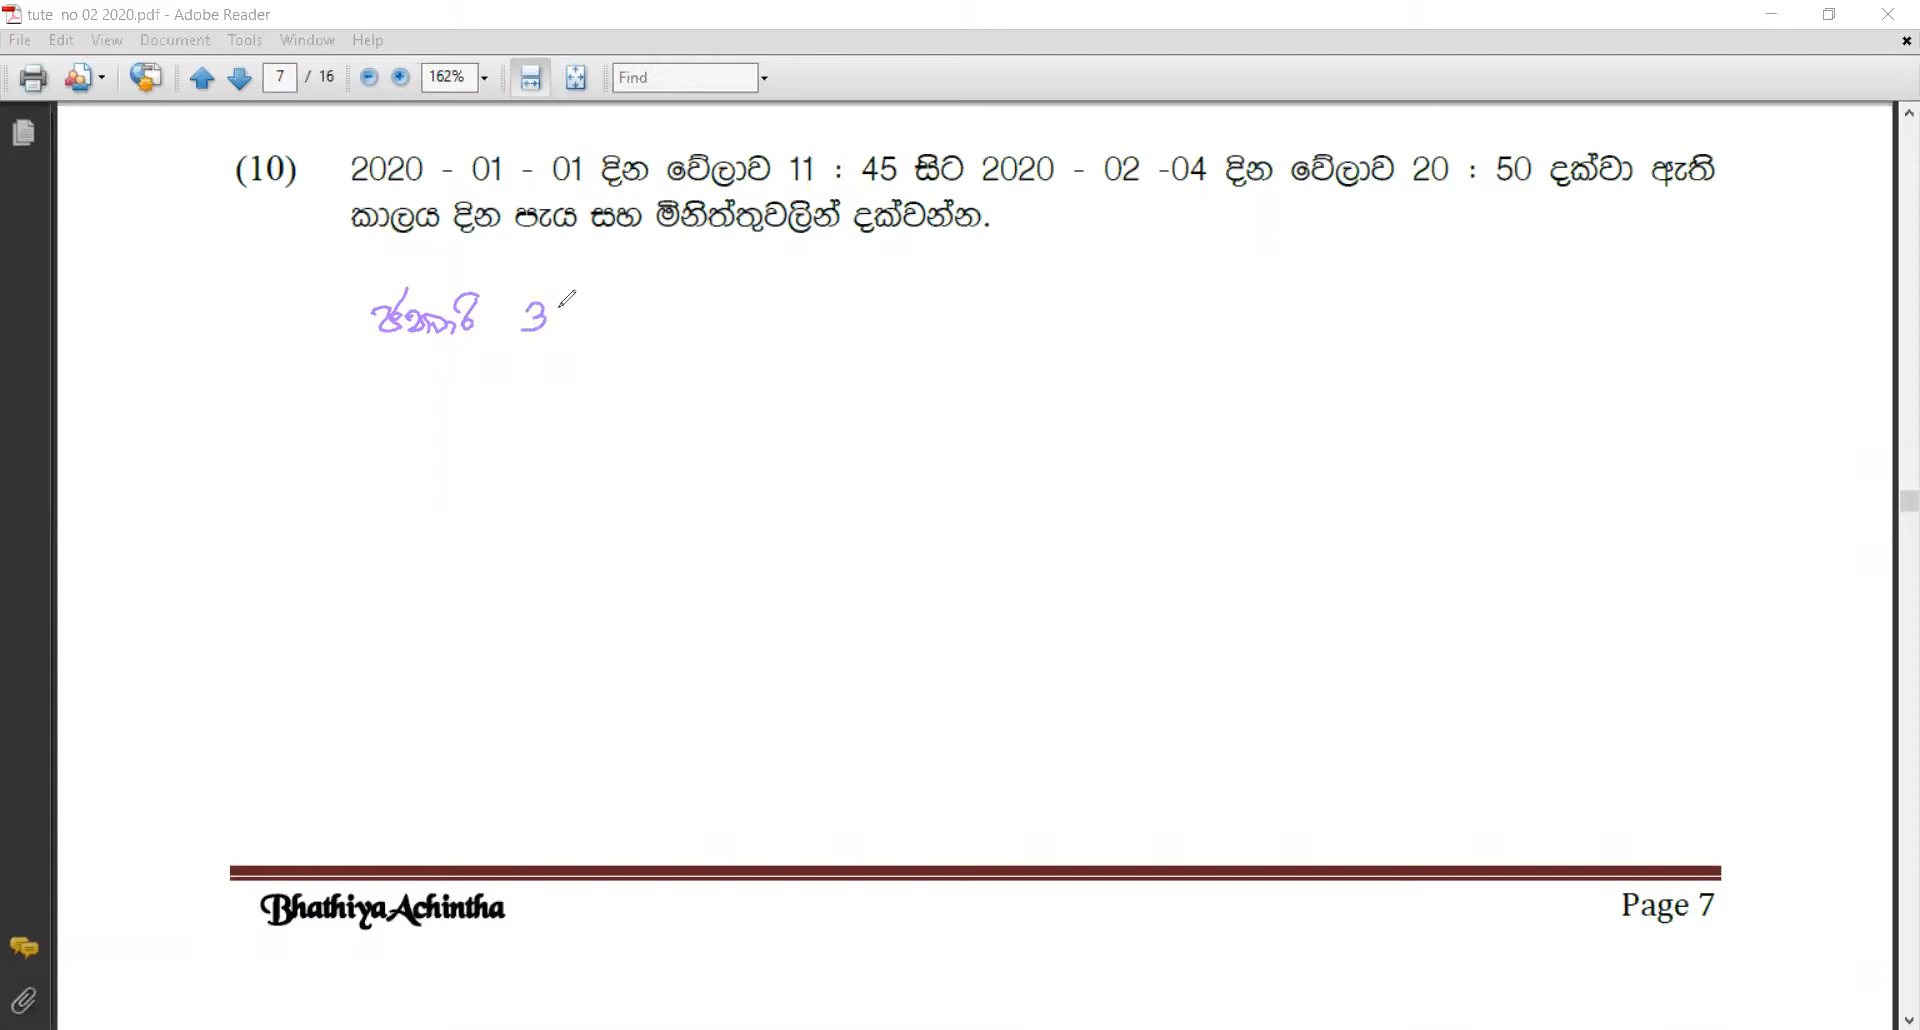 tute no 02 2020.pdf - Adobe Reader
File Edit View Document Tools Window Help
7 / 16 162% Find
(10) 2020 - 01 - 01 දින වේලාව 11 : 45 සිට 2020 - 02 -04 දින වේලාව 20 : 50 දක්වා ඇති
කාලය දින පැය සහ මිනිත්තුවලින් දක්වන්න.
ජනවාරි 3
Bhathiya Achintha
Page 7